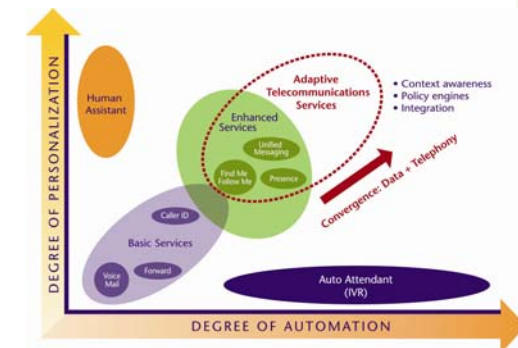 DEGREE OF PERSONALIZATION
Human
Assistant
Adaptive
Telecommunications
Services
• Context awareness
• Policy engines
• Integration
Enhanced
Services
Unified
Messaging
Find Me
Follow Me
Presence
Convergence: Data + Telephony
Caller ID
Basic Services
Voice
Mail
Forward
Auto Attendant
(IVR)
DEGREE OF AUTOMATION